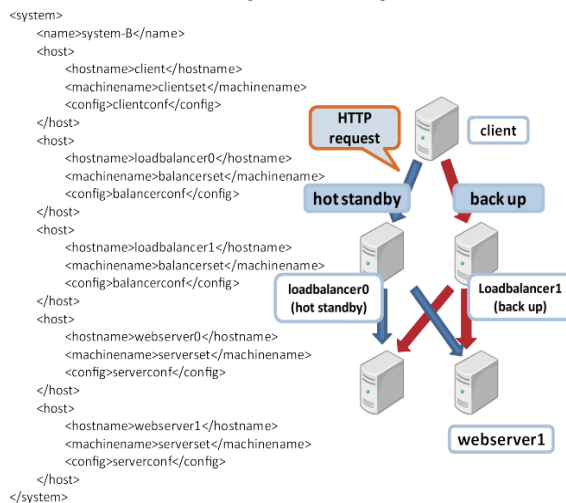 <system>
<name>system-B</name>
<host>
<hostname>client</hostname>
<machinename>clientset</machinename>
<config>clientconf</config>
</host>
<host>
<hostname>loadbalancer0</hostname>
<machinename>balancerset</machinename>
<config>balancerconf</config>
</host>
<host>
<hostname>loadbalancer1</hostname>
<machinename>balancerset</machinename>
<config>balancerconf</config>
</host>
<host>
<hostname>webserver0</hostname>
<machinename>serverset</machinename>
<config>serverconf</config>
</host>
<host>
<hostname>webserver1</hostname>
<machinename>serverset</machinename>
<config>serverconf</config>
</host>
</system>
HTTP
request
client
hot standby
back up
loadbalancer0
(hot standby)
Loadbalancer1
(back up)
webserver1